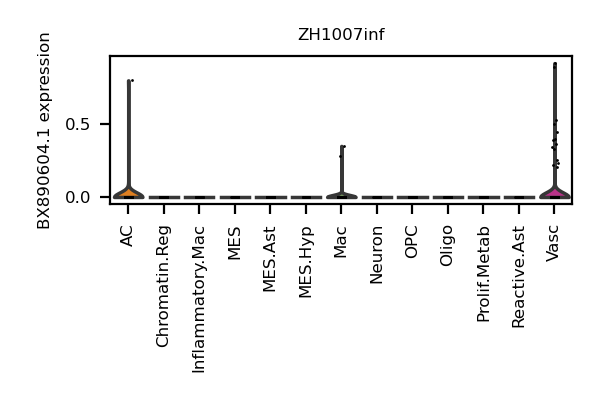 ZH1007inf
BX890604.1 expression
0.5
0.0
AC
Chromatin.Reg
Inflammatory.Mac
MES
MES.Ast
MES.Hyp
Mac
Neuron
OPC
Oligo
Prolif.Metab
Reactive.Ast
Vasc